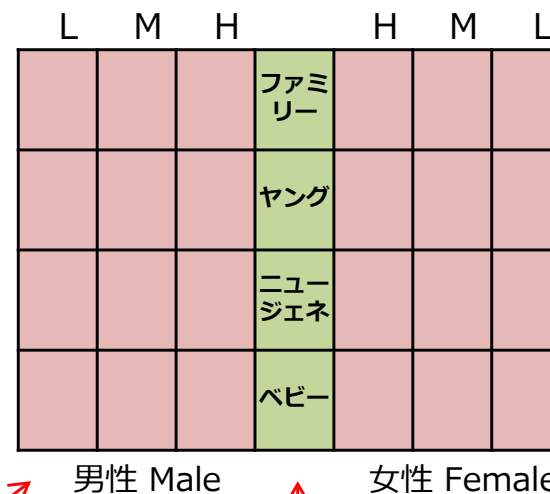 L M H H M L
ファミ
リー
ヤング
ニュー
ジェネ
ベビー
男性 Male 女性 Female